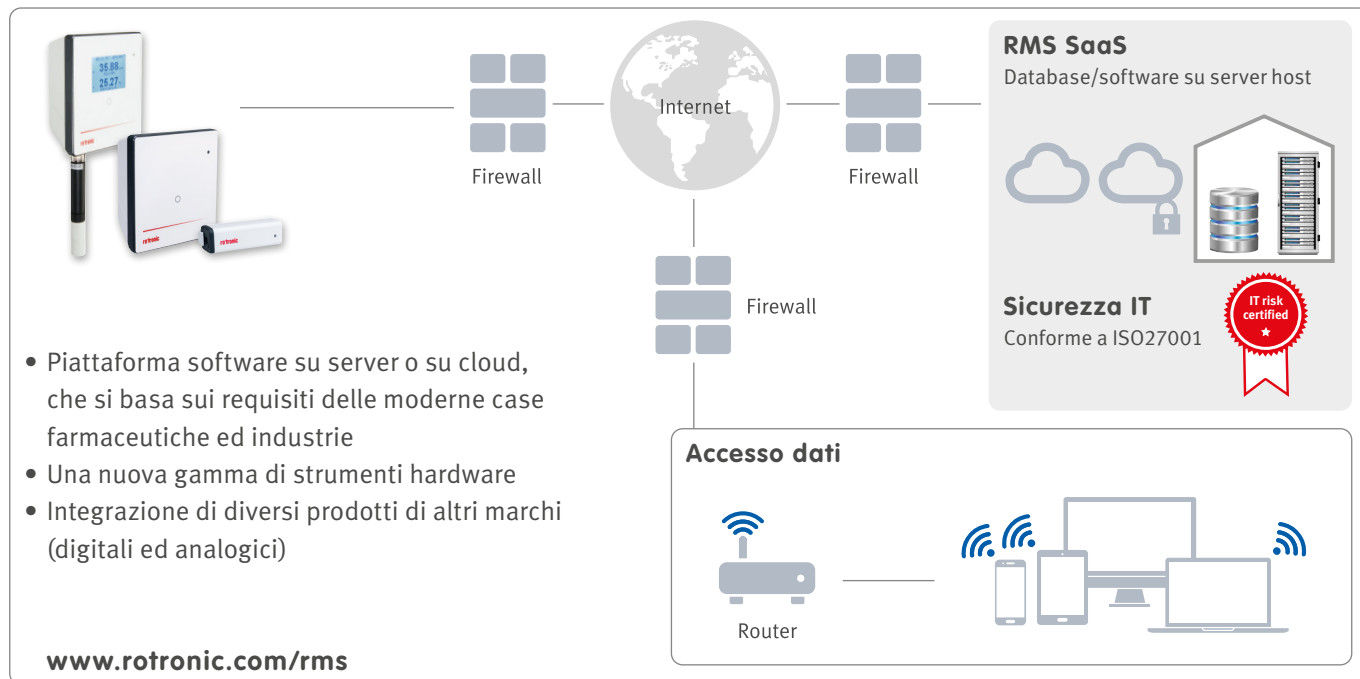 35.88
25.27
rotronic
rotronic
rotronic
Firewall
Internet
Firewall
RMS SaaS
Database/software su server host
Firewall
Sicurezza IT
Conforme a ISO27001
IT risk
certified
• Piattaforma software su server o su cloud,
che si basa sui requisiti delle moderne case
farmaceutiche ed industrie
• Una nuova gamma di strumenti hardware
• Integrazione di diversi prodotti di altri marchi
(digitali ed analogici)
www.rotronic.com/rms
Accesso dati
Router